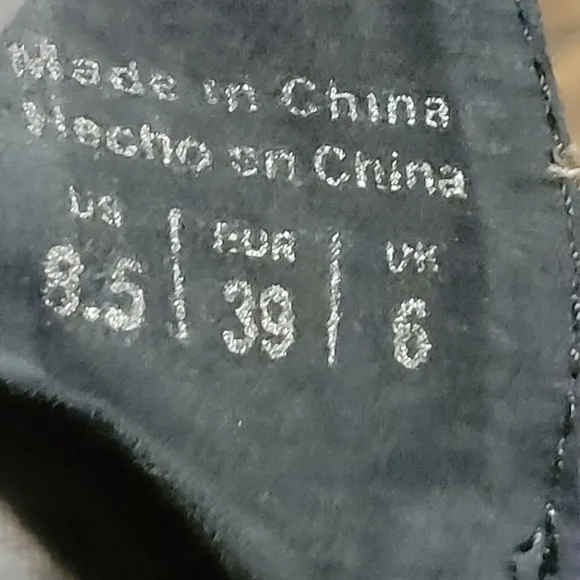 Made in China
Hecho en China
US EUR UK
8.5 | 39 | 6